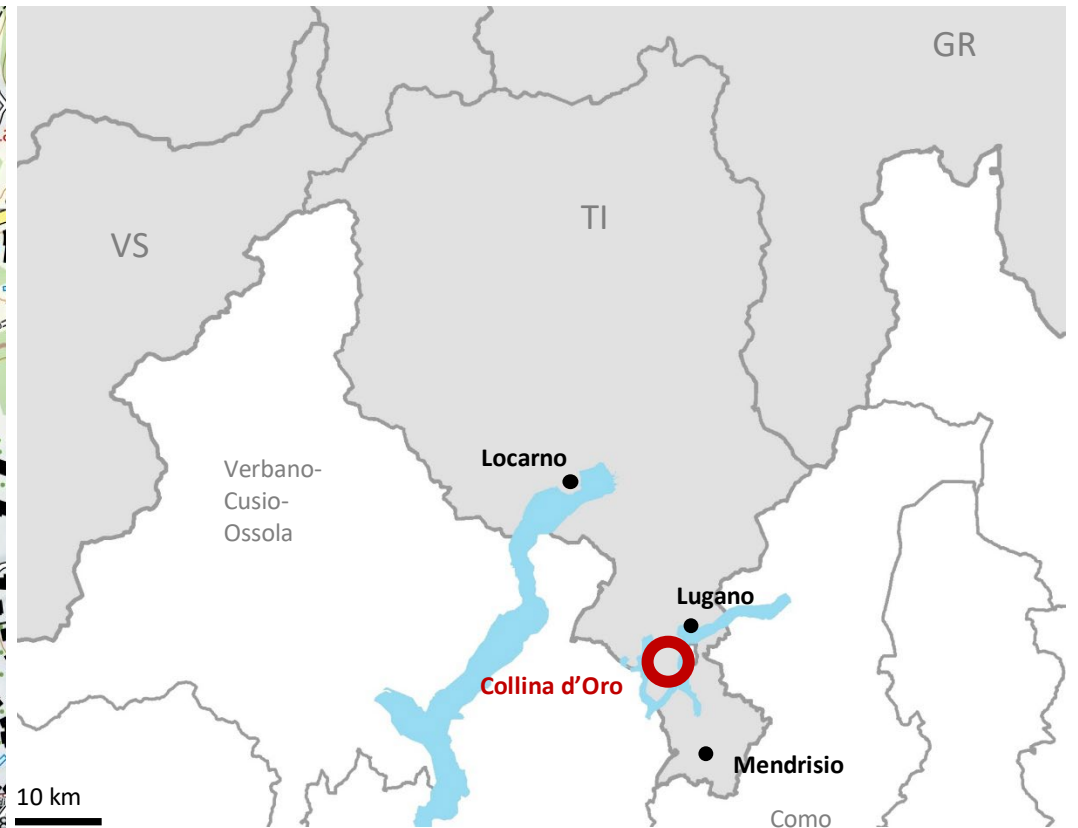 GR
TI
VS
Locarno
Verbano-
Cusio-
Ossola
Lugano
Collina d’Oro
Mendrisio
10 km
Como